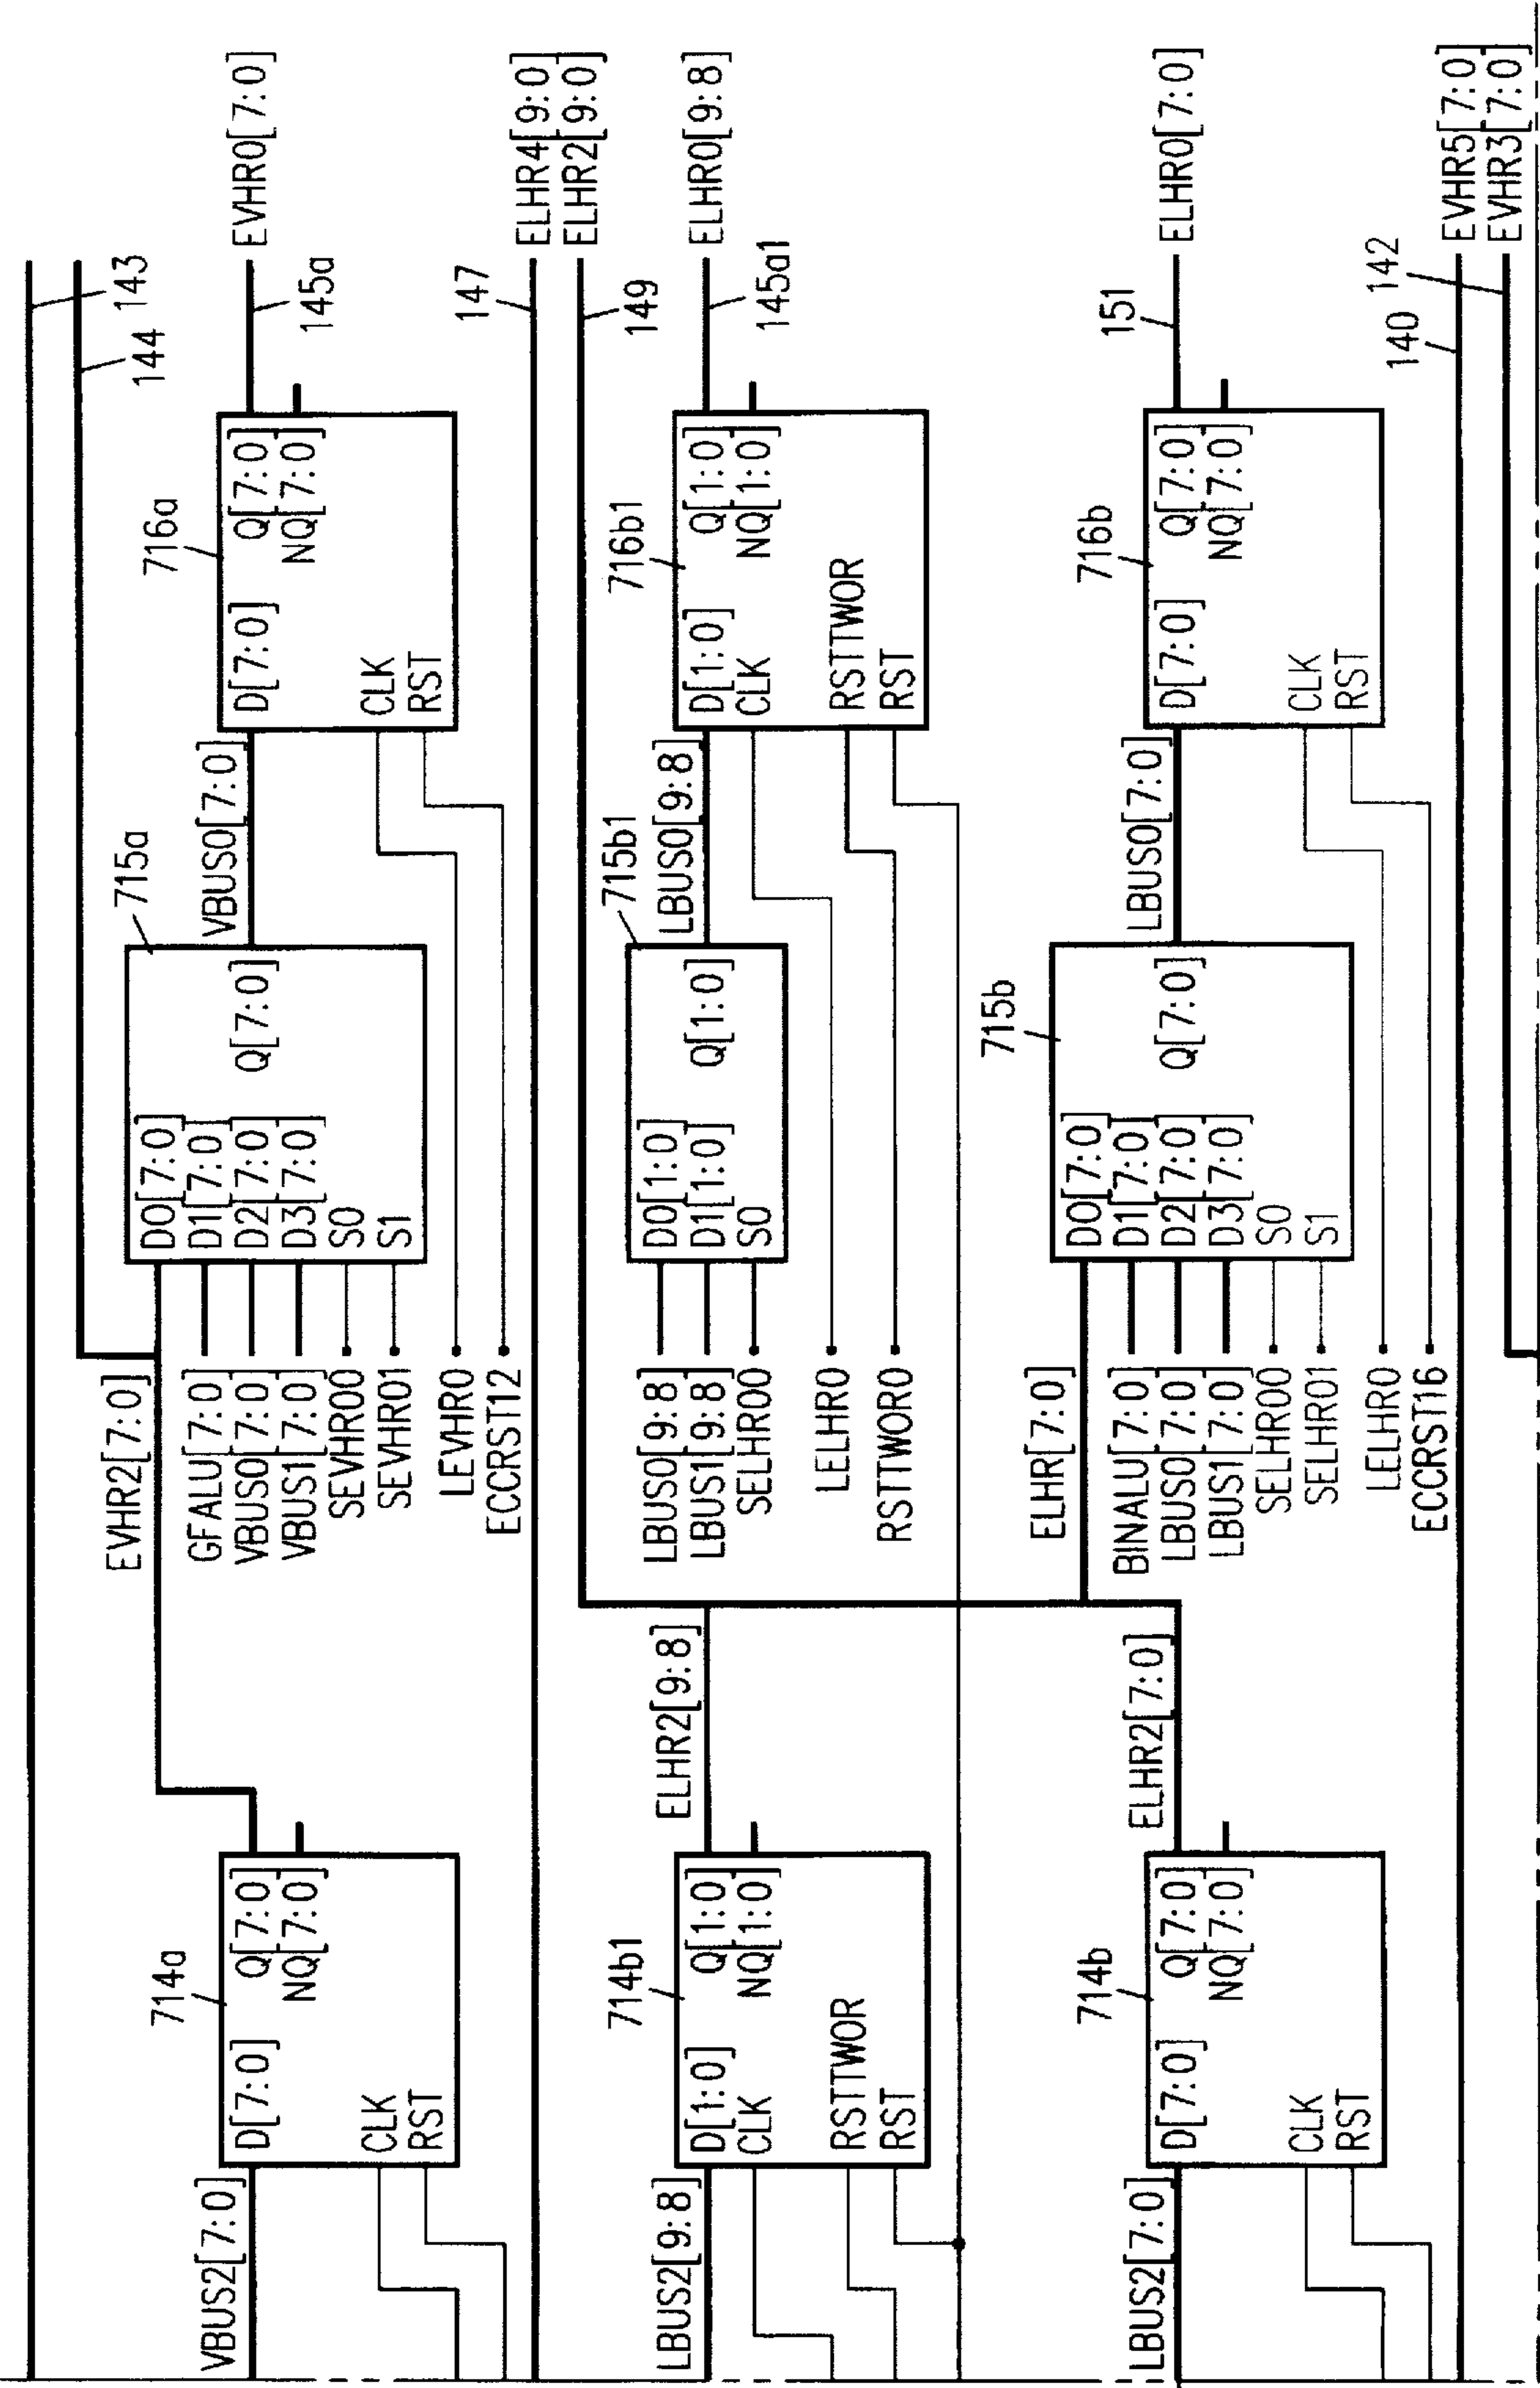 143
144
EVHR2[7:0]
715a
D0[7:0]
D1[7:0]
D2[7:0]
D3[7:0]
S0
S1
Q[7:0]
GFALU[7:0]
VBUS0[7:0]
VBUS1[7:0]
SEVHR00
SEVHR01
LEVHR0
ECCRST12
VBUS2[7:0]
714a
D[7:0]
Q[7:0]
NQ[7:0]
CLK
RST
VBUS0[7:0]
716a
D[7:0]
Q[7:0]
NQ[7:0]
CLK
RST
145a
EVHR0[7:0]
147
ELHR4[9:0]
149
ELHR2[9:0]
LBUS2[9:8]
714b1
D[1:0]
CLK
Q[1:0]
NQ[1:0]
RSTTWOR
RST
ELHR2[9:8]
LBUS0[9:8]
LBUS1[9:8]
SELHR00
LELHR0
RSTTWOR0
715b1
D0[1:0]
D1[1:0]
S0
Q[1:0]
LBUS0[9:8]
716b1
D[1:0]
CLK
Q[1:0]
NQ[1:0]
RSTTWOR
RST
145a1
ELHR0[9:8]
LBUS2[7:0]
714b
D[7:0]
Q[7:0]
NQ[7:0]
CLK
RST
ELHR2[7:0]
ELHR[7:0]
BINALU[7:0]
LBUS0[7:0]
LBUS1[7:0]
SELHR00
SELHR01
LELHR0
ECCRST16
715b
D0[7:0]
D1[7:0]
D2[7:0]
D3[7:0]
S0
S1
Q[7:0]
LBUS0[7:0]
716b
D[7:0]
Q[7:0]
NQ[7:0]
CLK
RST
151
ELHR0[7:0]
140
EVHR5[7:0]
142
EVHR3[7:0]